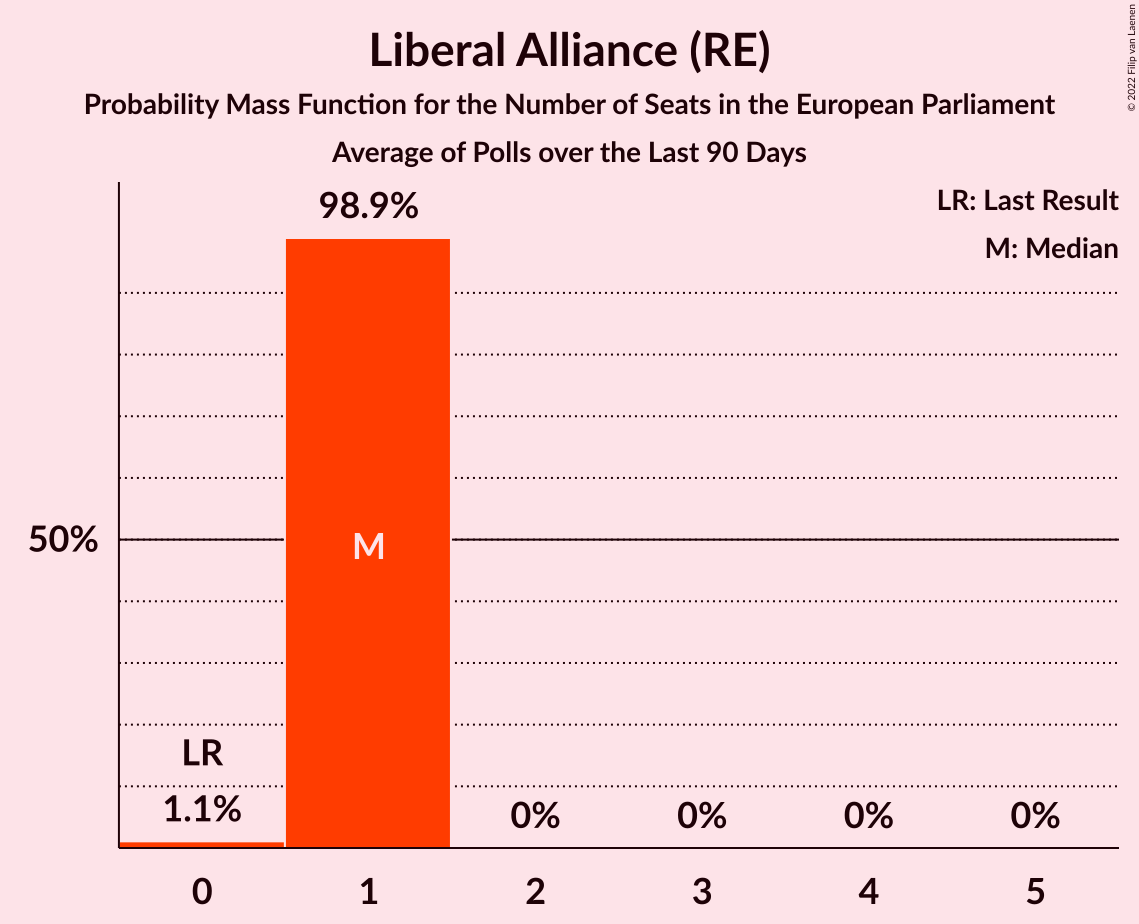 Liberal Alliance (RE)
Probability Mass Function for the Number of Seats in the European Parliament
Average of Polls over the Last 90 Days
© 2022 Filip van Laenen
LR: Last Result
M: Median
98.9%
50%
M
LR
1.1%
0%
0%
0%
0%
0
1
2
3
4
5